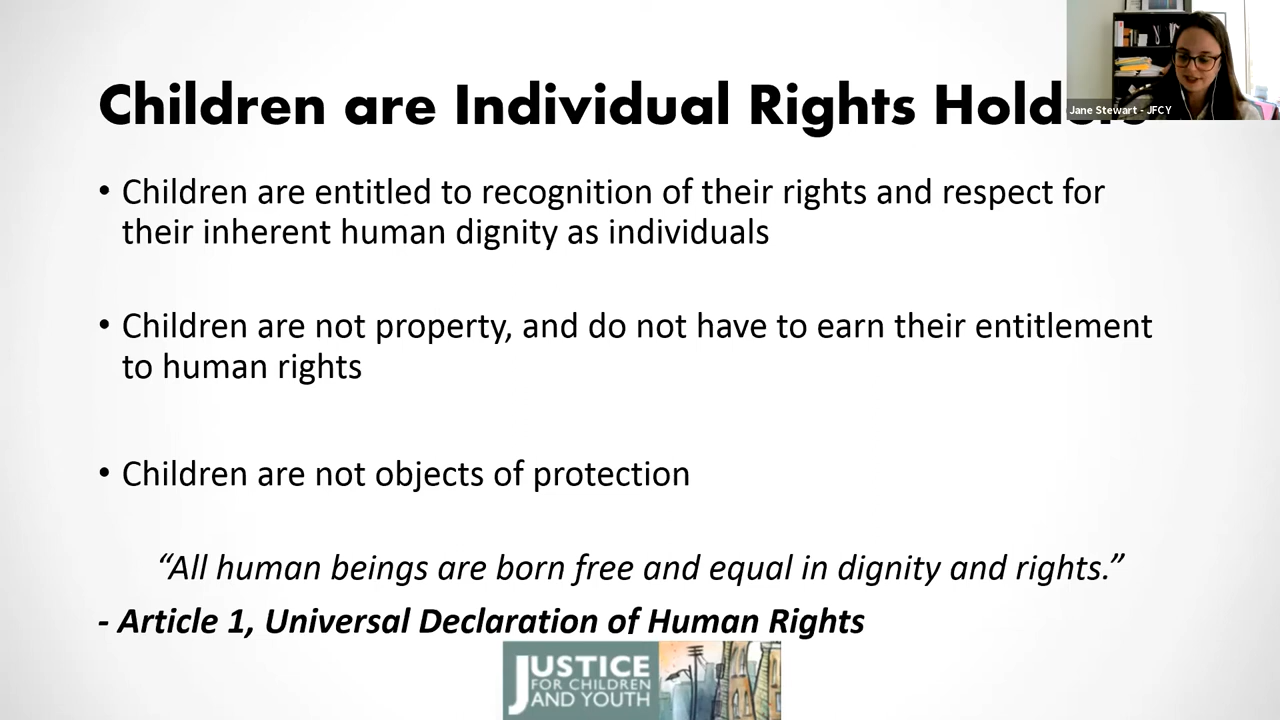 Children are Individual Rights Holders
Jane Stewart - JFCY
• Children are entitled to recognition of their rights and respect for
their inherent human dignity as individuals
• Children are not property, and do not have to earn their entitlement
to human rights
• Children are not objects of protection
“All human beings are born free and equal in dignity and rights.”
- Article 1, Universal Declaration of Human Rights
JUSTICE
FOR CHILDREN
AND YOUTH